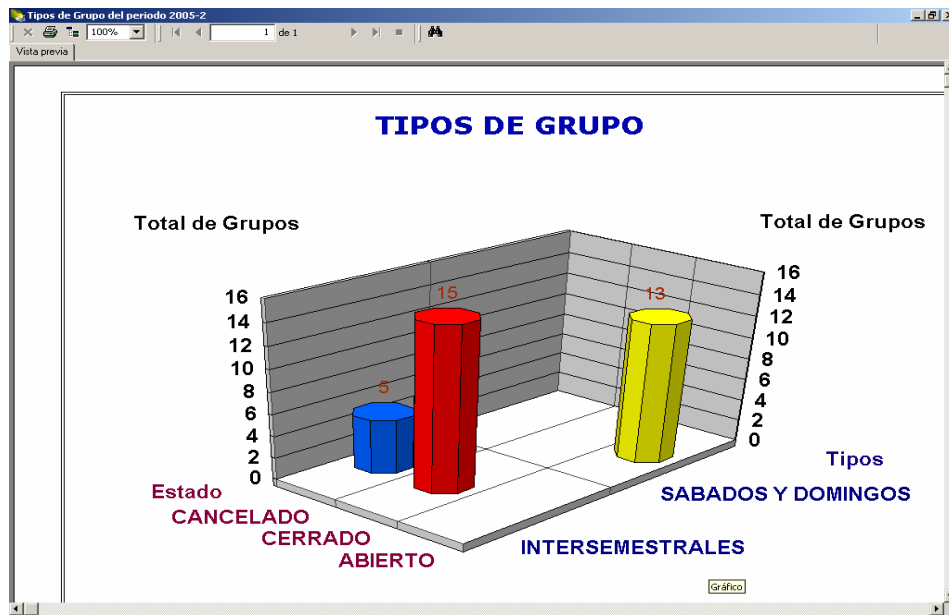 Tipos de Grupo del periodo 2005-2
100%
1 de 1
Vista previa
TIPOS DE GRUPO
Total de Grupos
Total de Grupos
16
14
12
10
8
6
4
2
0
16
14
12
10
8
6
4
2
0
5
15
13
Estado
CANCELADO
CERRADO
ABIERTO
Tipos
SABADOS Y DOMINGOS
INTERSEMESTRALES
Gráfico